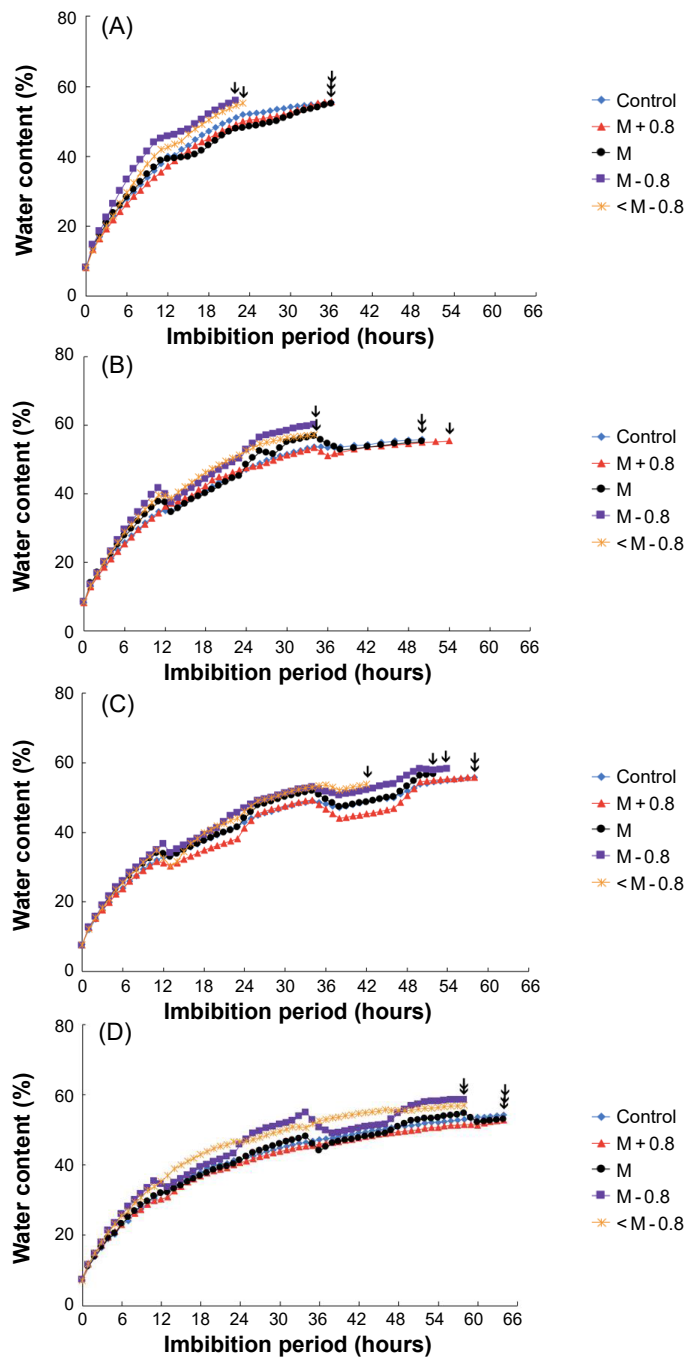 (A)
Water content (%)
80
60
40
20
0
0 6 12 18 24 30 36 42 48 54 60 66
Imbibition period (hours)
Control
M + 0.8
M
M - 0.8
< M - 0.8
(B)
Water content (%)
80
60
40
20
0
0 6 12 18 24 30 36 42 48 54 60 66
Imbibition period (hours)
Control
M + 0.8
M
M - 0.8
< M - 0.8
(C)
Water content (%)
80
60
40
20
0
0 6 12 18 24 30 36 42 48 54 60 66
Imbibition period (hours)
Control
M + 0.8
M
M - 0.8
< M - 0.8
(D)
Water content (%)
80
60
40
20
0
0 6 12 18 24 30 36 42 48 54 60 66
Imbibition period (hours)
Control
M + 0.8
M
M - 0.8
< M - 0.8